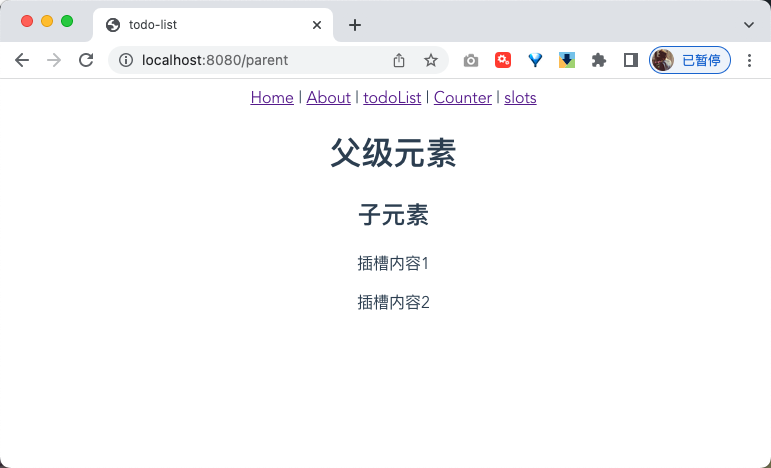 todo-list
localhost:8080/parent
已暂停
Home | About | todoList | Counter | slots
父级元素
子元素
插槽内容1
插槽内容2